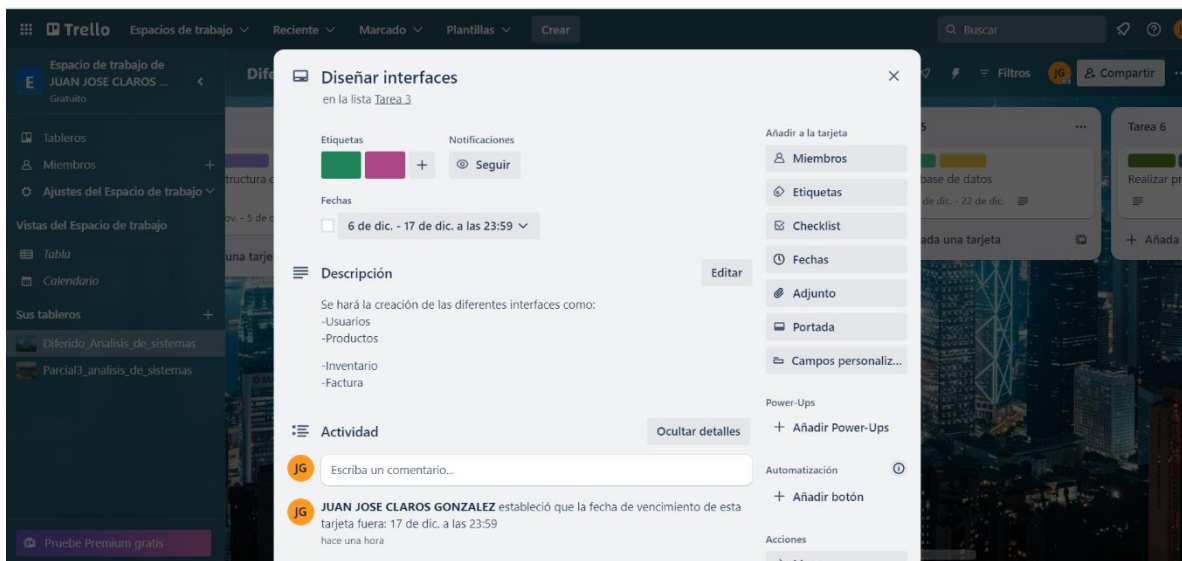 Trello Espacios de trabajo Reciente Marcado Plantillas Crear Buscar
E Espacio de trabajo de
JUAN JOSE CLAROS ...
Gratuito
Tableros
Miembros
Ajustes del Espacio de trabajo
Vistas del Espacio de trabajo
Tabla
Calendario
Sus tableros
Diferido_Analisis_de_sistemas
Parcial3_analisis_de_sistemas
Pruebe Premium gratis
Filtros JG Compartir
Diseñar interfaces
en la lista Tarea 3
Etiquetas Notificaciones
Seguir
Fechas
6 de dic. - 17 de dic. a las 23:59
Descripción Editar
Se hará la creación de las diferentes interfaces como:
-Usuarios
-Productos
-Inventario
-Factura
Actividad Ocultar detalles
JG Escriba un comentario...
JG JUAN JOSE CLAROS GONZALEZ estableció que la fecha de vencimiento de esta
tarjeta fuera: 17 de dic. a las 23:59
hace una hora
Añadir a la tarjeta
Miembros
Etiquetas
Checklist
Fechas
Adjunto
Portada
Campos personaliz...
Power-Ups
Añadir Power-Ups
Automatización
Añadir botón
Acciones
5
base de datos
de dic. - 22 de dic.
una tarjeta
Tarea 6
Realizar
Añada